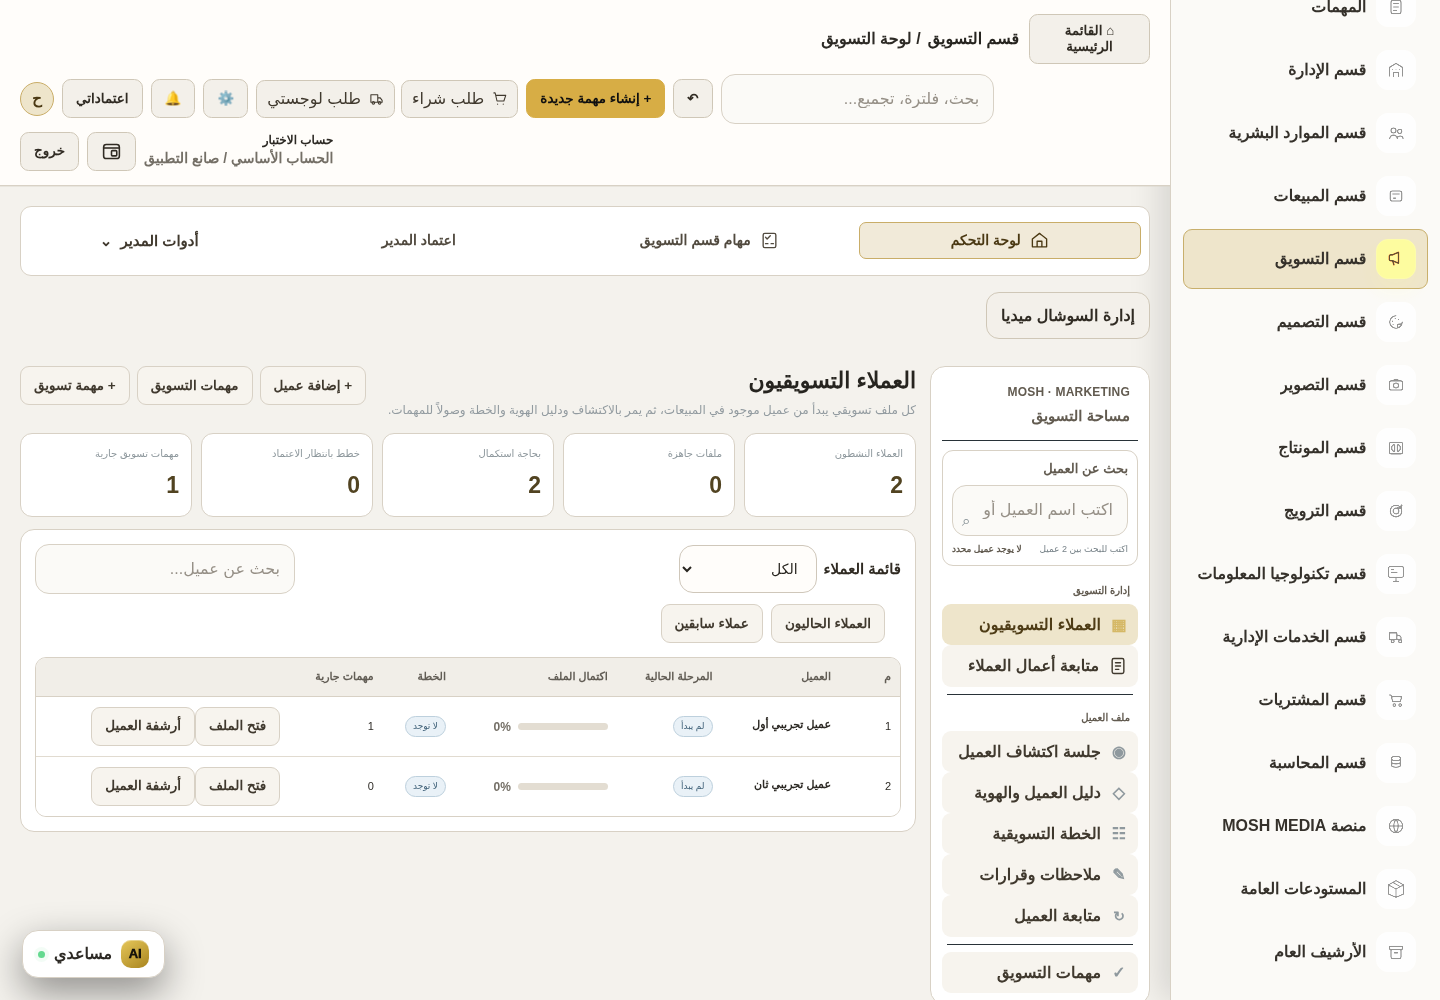 المهمات
قسم الإدارة
قسم الموارد البشرية
قسم المبيعات
قسم التسويق
قسم التصميم
قسم التصوير
قسم المونتاج
قسم الترويج
قسم تكنولوجيا المعلومات
قسم الخدمات الإدارية
قسم المشتريات
قسم المحاسبة
منصة MOSH MEDIA
المستودعات العامة
الأرشيف العام
⌂ القائمة
الرئيسية
قسم التسويق / لوحة التسويق
بحث، فلترة، تجميع...
↶
+ إنشاء مهمة جديدة
طلب شراء
طلب لوجستي
اعتماداتي
ح
حساب الاختبار
الحساب الأساسي / صانع التطبيق
خروج
لوحة التحكم
مهام قسم التسويق
اعتماد المدير
أدوات المدير
إدارة السوشال ميديا
MOSH · MARKETING
مساحة التسويق
بحث عن العميل
اكتب اسم العميل أو
اكتب للبحث بين 2 عميل
لا يوجد عميل محدد
إدارة التسويق
العملاء التسويقيون
متابعة أعمال العملاء
ملف العميل
جلسة اكتشاف العميل
دليل العميل والهوية
الخطة التسويقية
ملاحظات وقرارات
متابعة العميل
مهمات التسويق
العملاء التسويقيون
كل ملف تسويقي يبدأ من عميل موجود في المبيعات، ثم يمر بالاكتشاف ودليل الهوية والخطة وصولاً للمهمات.
+ إضافة عميل
مهمات التسويق
+ مهمة تسويق
العملاء النشطون
2
ملفات جاهزة
0
بحاجة استكمال
2
خطط بانتظار الاعتماد
0
مهمات تسويق جارية
1
قائمة العملاء
الكل
بحث عن عميل...
العملاء الحاليون
عملاء سابقين
م العميل المرحلة الحالية اكتمال الملف الخطة مهمات جارية
1 عميل تجريبي أول لم يبدأ 0% لا توجد 1 فتح الملف أرشفة العميل
2 عميل تجريبي ثان لم يبدأ 0% لا توجد 0 فتح الملف أرشفة العميل
AI مساعدي